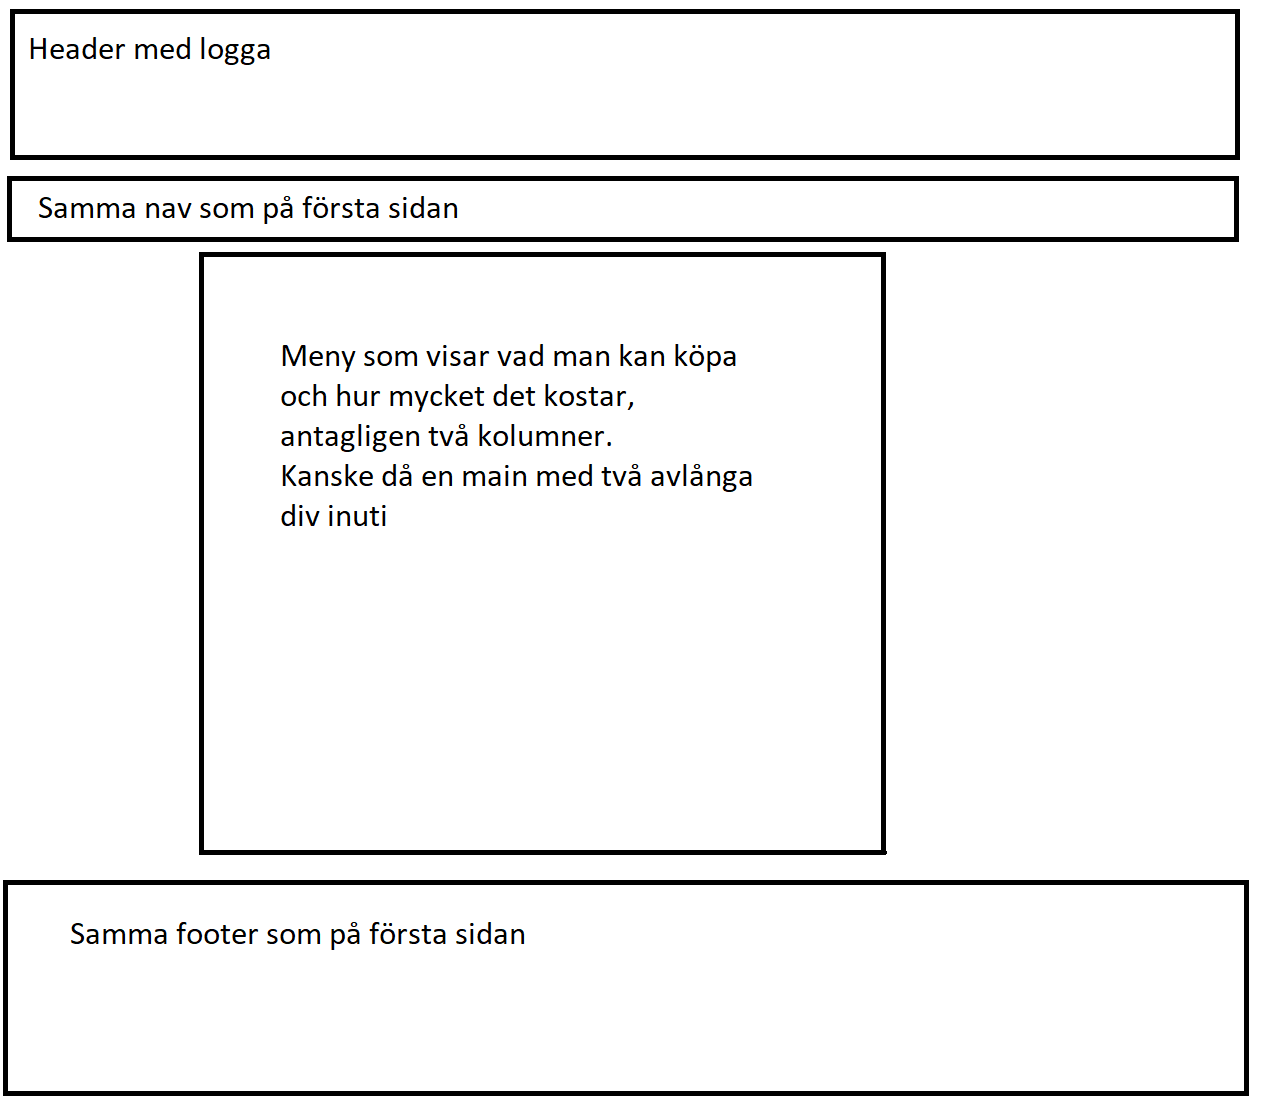 Header med logga
Samma nav som på första sidan
Meny som visar vad man kan köpa
och hur mycket det kostar,
antagligen två kolumner.
Kanske då en main med två avlånga
div inuti
Samma footer som på första sidan